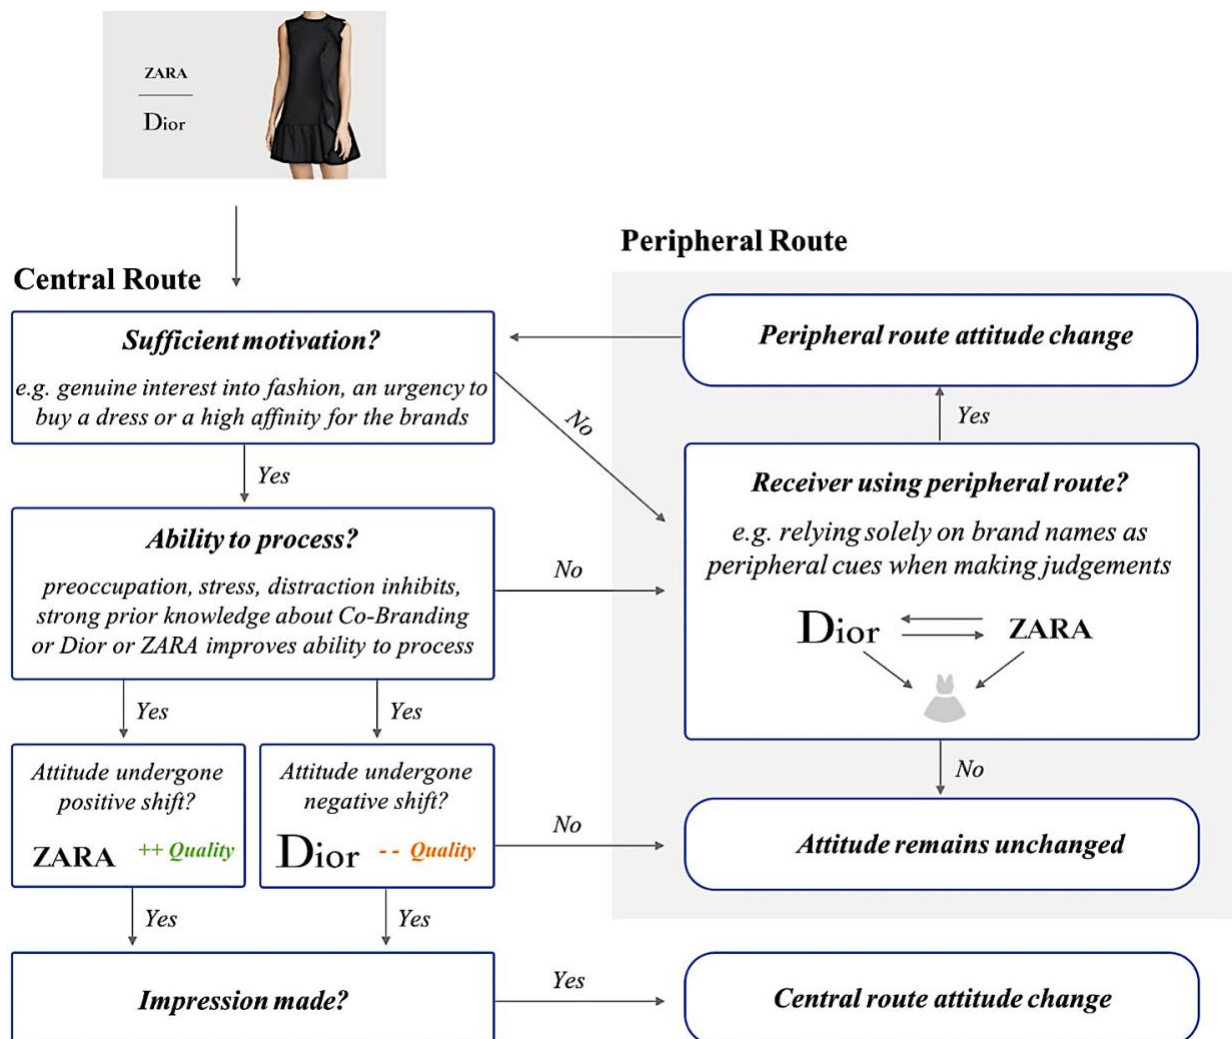 ZARA
Dior
Peripheral Route
Central Route
Sufficient motivation?
e.g. genuine interest into fashion, an urgency to
buy a dress or a high affinity for the brands
Peripheral route attitude change
No
Yes
Yes
Receiver using peripheral route?
e.g. relying solely on brand names as
peripheral cues when making judgements
Dior
ZARA
Ability to process?
preoccupation, stress, distraction inhibits,
strong prior knowledge about Co-Branding
or Dior or ZARA improves ability to process
No
Yes
Yes
No
Attitude undergone
positive shift?
ZARA ++ Quality
Attitude undergone
negative shift?
Dior -- Quality
No
Attitude remains unchanged
Yes
Yes
Impression made?
Yes
Central route attitude change